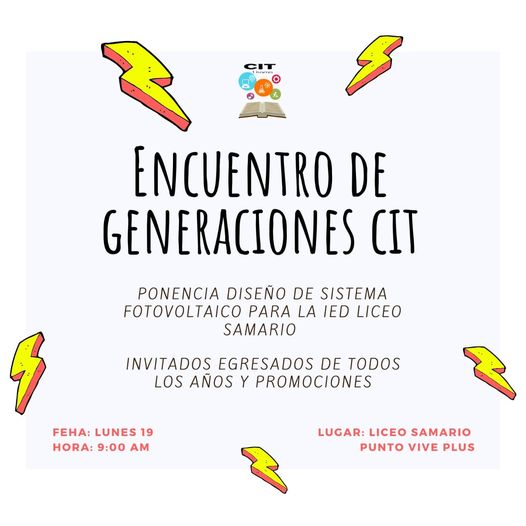 CIT
ENCUENTRO DE
GENERACIONES CIT
PONENCIA DISEÑO DE SISTEMA
FOTOVOLTAICO PARA LA IED LICEO
SAMARIO
INVITADOS EGRESADOS DE TODOS
LOS AÑOS Y PROMOCIONES
FEHA: LUNES 19
HORA: 9:00 AM
LUGAR: LICEO SAMARIO
PUNTO VIVE PLUS